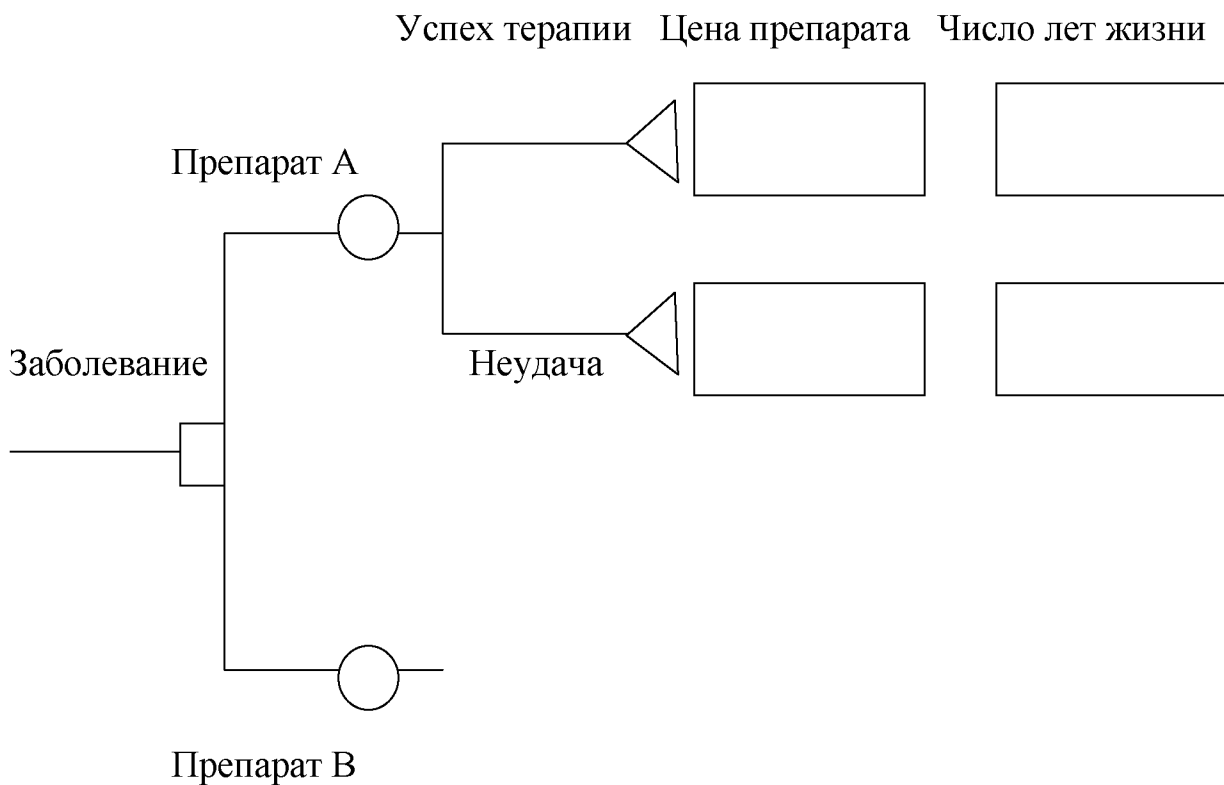 Успех терапии Цена препарата Число лет жизни
Препарат А
Заболевание Неудача
Препарат В